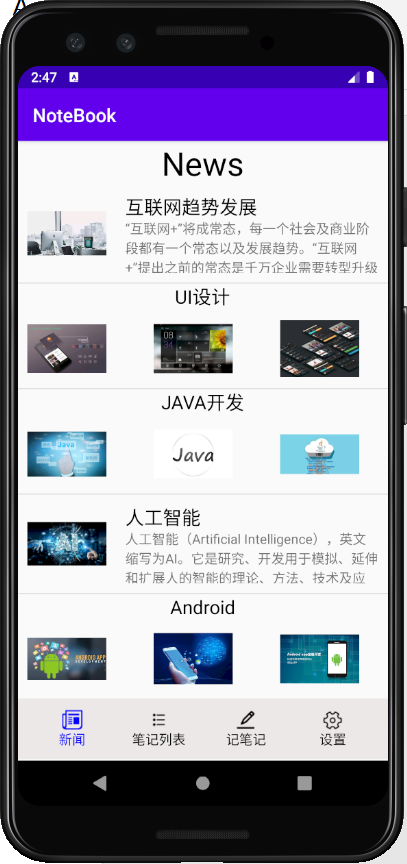 2:47
NoteBook
News
互联网趋势发展
“互联网+”将成常态，每一个社会及商业阶
段都有一个常态以及发展趋势。“互联网
+”提出之前的常态是千万企业需要转型升级
UI设计
JAVA开发
Java
Java
人工智能
人工智能（Artificial Intelligence），英文
缩写为AI。它是研究、开发用于模拟、延伸
和扩展人的智能的理论、方法、技术及应
AI
Android
ANDROID APP
DEVELOPMENT
新闻
笔记列表
记笔记
设置